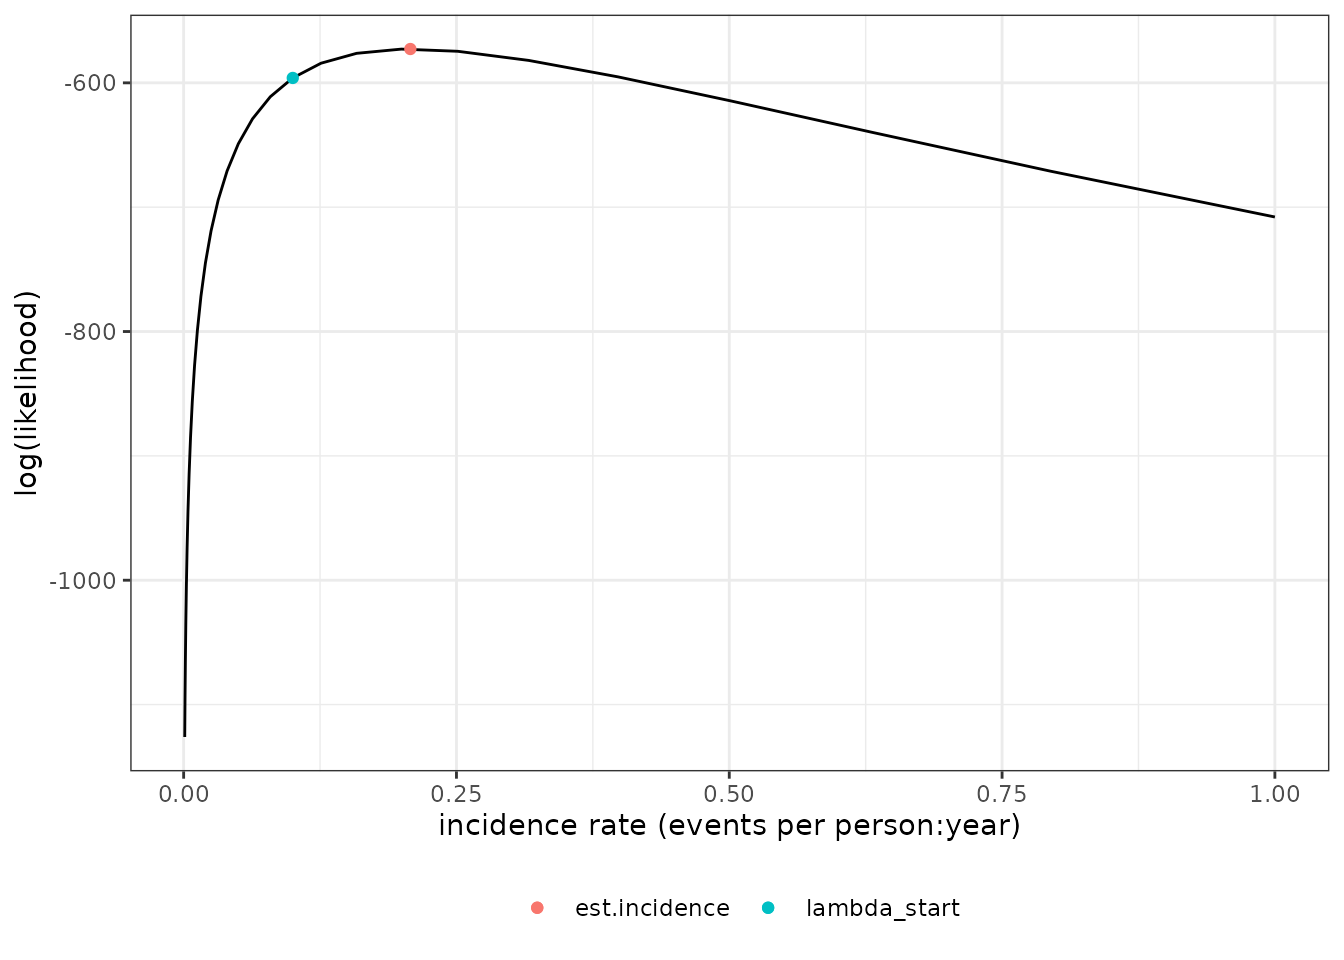 -600
-800
-1000
log(likelihood)
0.00 0.25 0.50 0.75 1.00
incidence rate (events per person:year)
est.incidence lambda_start